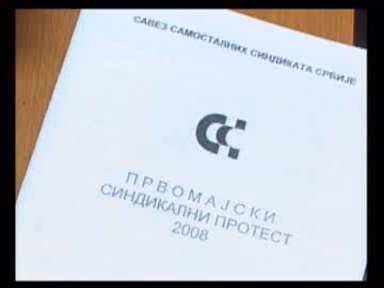 САВЕЗ САМОСТАЛНИХ СИНДИКАТА СРБИЈЕ
ПРВОМАЈСКИ
СИНДИКАЛНИ ПРОТЕСТ
2008